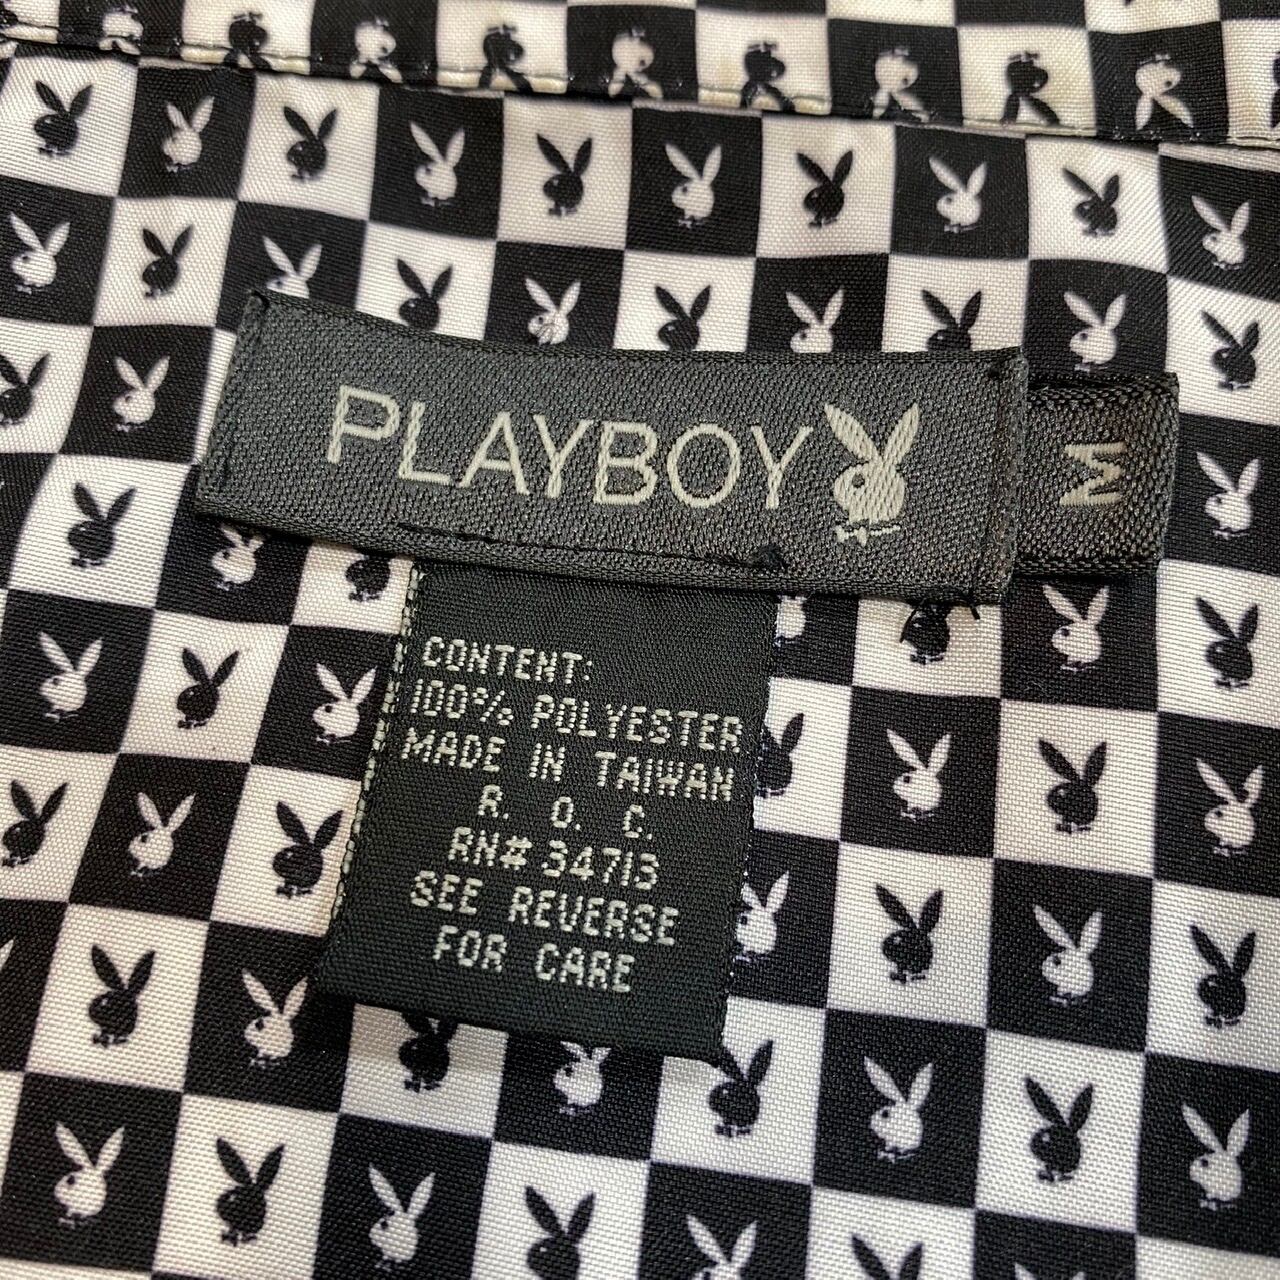 PLAYBOY
M
CONTENT:
100% POLYESTER
MADE IN TAIWAN
R. O. C.
RN# 34713
SEE REVERSE
FOR CARE